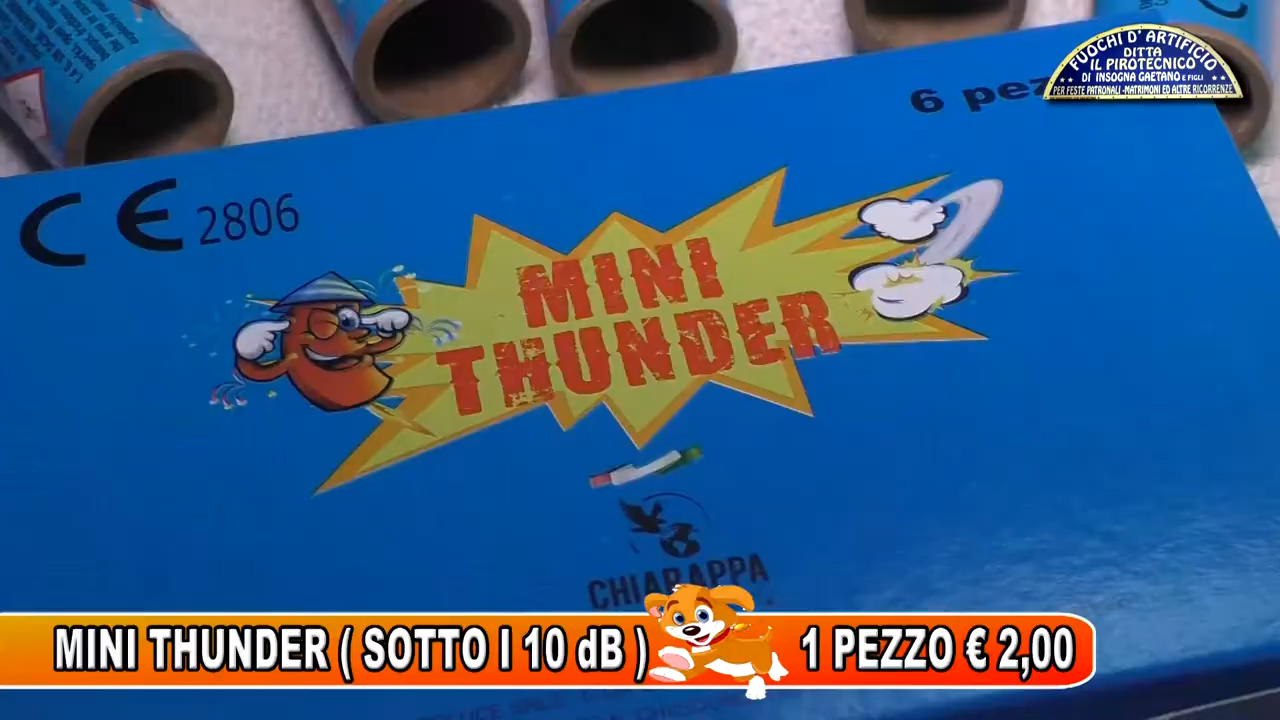 6 pez
FUOCHI D' ARTIFICIO
DITTA
IL PIROTECNICO
DI INSOGNA GAETANO E FIGLI
PER FESTE PATRONALI - MATRIMONI ED ALTRE RICORRENZE
CE 2806
MINI
THUNDER
CHIARAPPA
MINI THUNDER ( SOTTO I 10 dB ) 1 PEZZO € 2,00